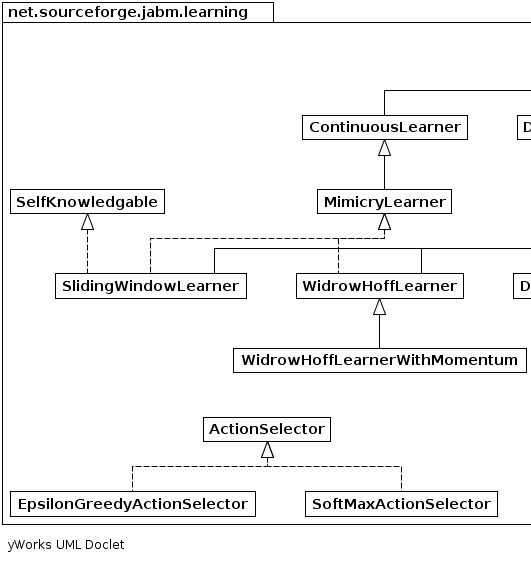 net.sourceforge.jabm.learning
ContinuousLearner
D
SelfKnowledgable
MimicryLearner
SlidingWindowLearner
WidrowHoffLearner
D
WidrowHoffLearnerWithMomentum
ActionSelector
EpsilonGreedyActionSelector
SoftMaxActionSelector
yWorks UML Doclet